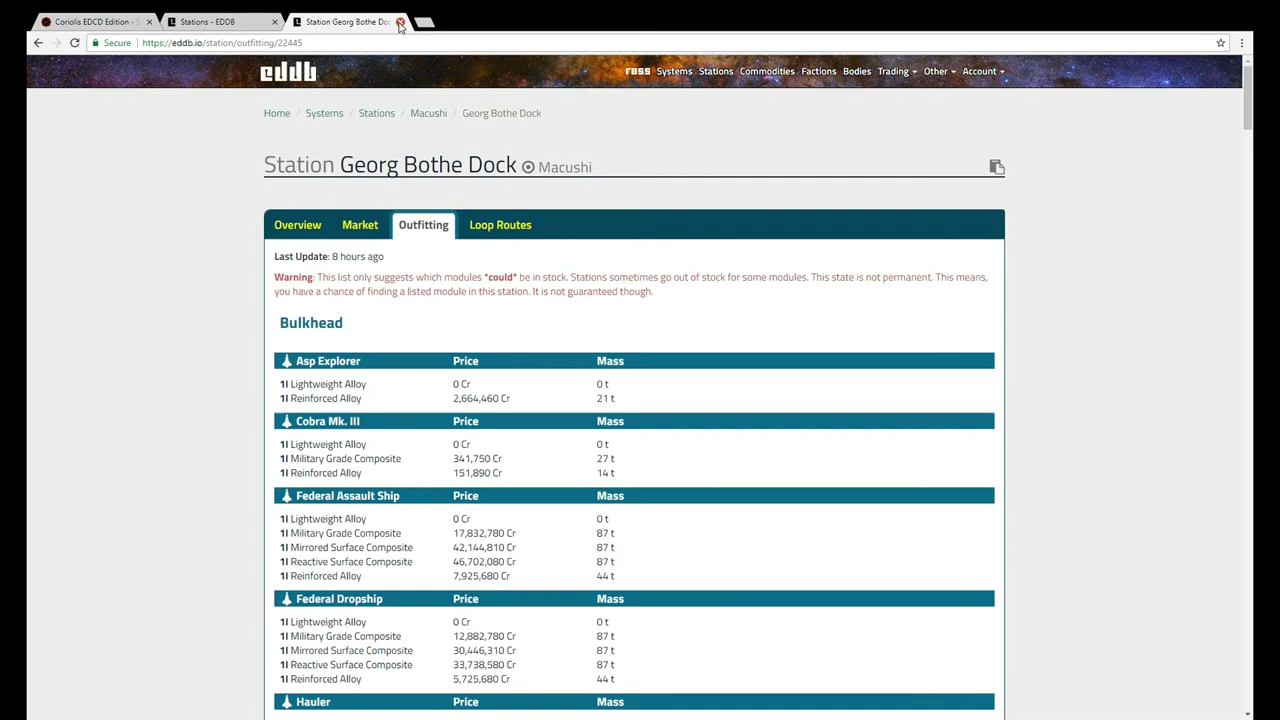 Coriolis EDCD Edition - S
Stations - EDDB
Station Georg Bothe Do
Secure https://eddb.io/station/outfitting/22445
eddb
ROSS Systems Stations Commodities Factions Bodies Trading Other Account
Home / Systems / Stations / Macushi / Georg Bothe Dock
Station Georg Bothe Dock Macushi
Overview Market Outfitting Loop Routes
Last Update: 8 hours ago
Warning: This list only suggests which modules *could* be in stock. Stations sometimes go out of stock for some modules. This state is not permanent. This means,
you have a chance of finding a listed module in this station. It is not guaranteed though.
Bulkhead
Asp Explorer Price Mass
1I Lightweight Alloy 0 Cr 0 t
1I Reinforced Alloy 2,664,460 Cr 21 t
Cobra Mk. III Price Mass
1I Lightweight Alloy 0 Cr 0 t
1I Military Grade Composite 341,750 Cr 27 t
1I Reinforced Alloy 151,890 Cr 14 t
Federal Assault Ship Price Mass
1I Lightweight Alloy 0 Cr 0 t
1I Military Grade Composite 17,832,780 Cr 87 t
1I Mirrored Surface Composite 42,144,810 Cr 87 t
1I Reactive Surface Composite 46,702,080 Cr 87 t
1I Reinforced Alloy 7,925,680 Cr 44 t
Federal Dropship Price Mass
1I Lightweight Alloy 0 Cr 0 t
1I Military Grade Composite 12,882,780 Cr 87 t
1I Mirrored Surface Composite 30,446,310 Cr 87 t
1I Reactive Surface Composite 33,738,580 Cr 87 t
1I Reinforced Alloy 5,725,680 Cr 44 t
Hauler Price Mass